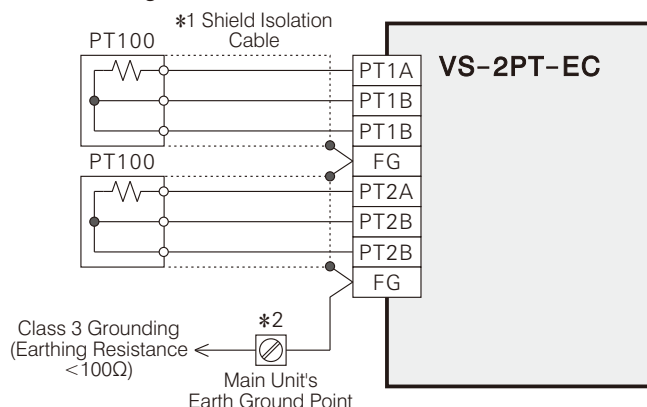 *1 Shield Isolation
Cable
PT100
VS-2PT-EC
PT1A
PT1B
PT1B
FG
PT100
PT2A
PT2B
PT2B
FG
*2
Class 3 Grounding
(Earthing Resistance
<100Ω)
Main Unit's
Earth Ground Point